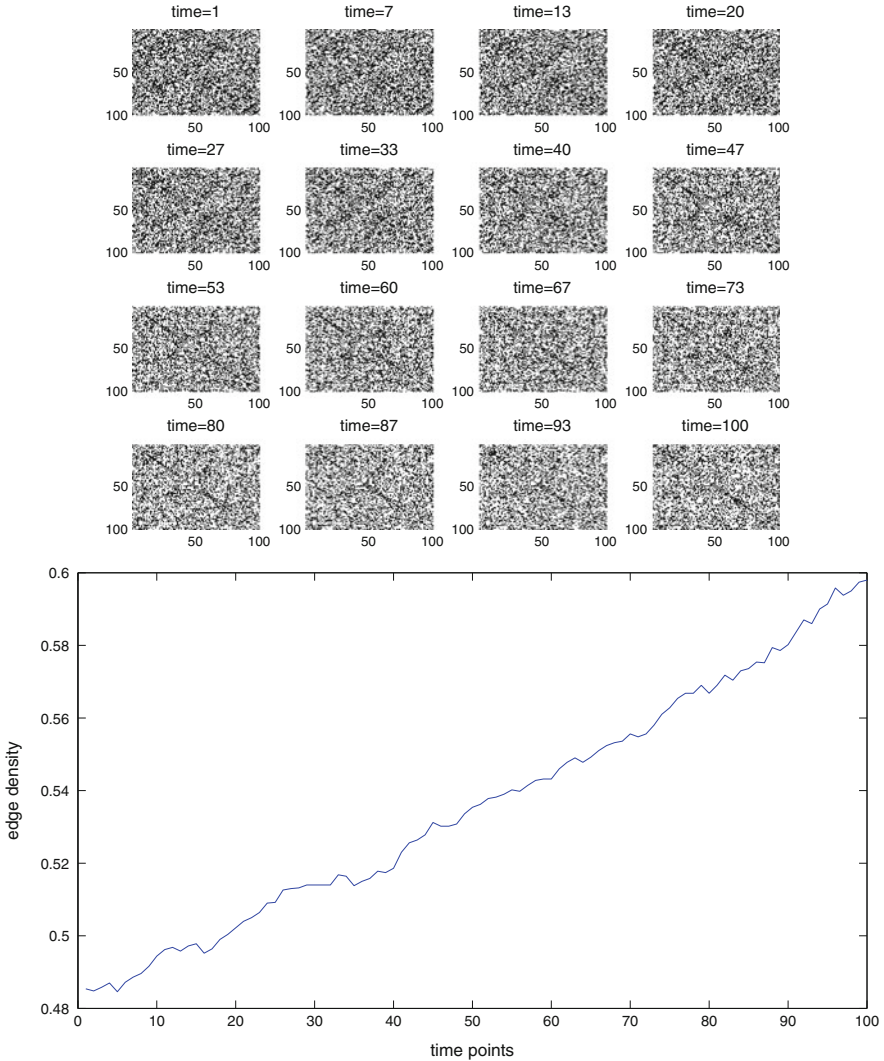 time=1 time=7 time=13 time=20
50 50 50 50
100 100 100 100
50 100 50 100 50 100 50 100
time=27 time=33 time=40 time=47
50 50 50 50
100 100 100 100
50 100 50 100 50 100 50 100
time=53 time=60 time=67 time=73
50 50 50 50
100 100 100 100
50 100 50 100 50 100 50 100
time=80 time=87 time=93 time=100
50 50 50 50
100 100 100 100
50 100 50 100 50 100 50 100
0.6
0.58
0.56
0.54
0.52
0.5
0.48
edge density
0 10 20 30 40 50 60 70 80 90 100
time points